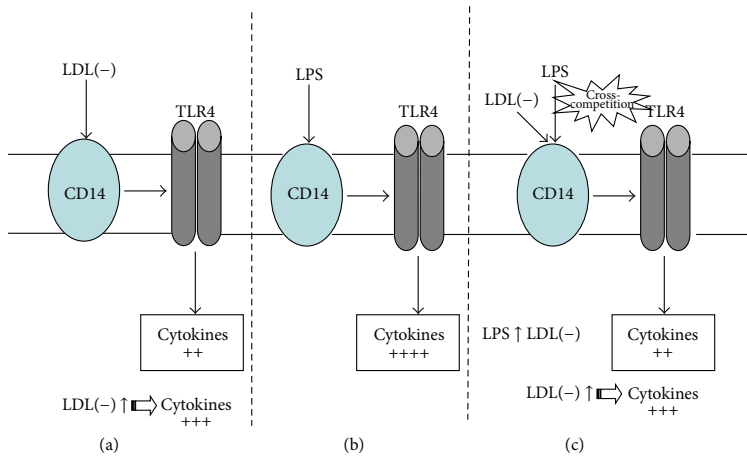 LDL(−)
TLR4
CD14
Cytokines
++
LDL(−) ↑ ⇨ Cytokines
+++
(a)
LPS
TLR4
CD14
Cytokines
++++
(b)
LPS
LDL(−)
Cross-
competition
TLR4
CD14
LPS ↑ LDL(−)
Cytokines
++
LDL(−) ↑ ⇨ Cytokines
+++
(c)